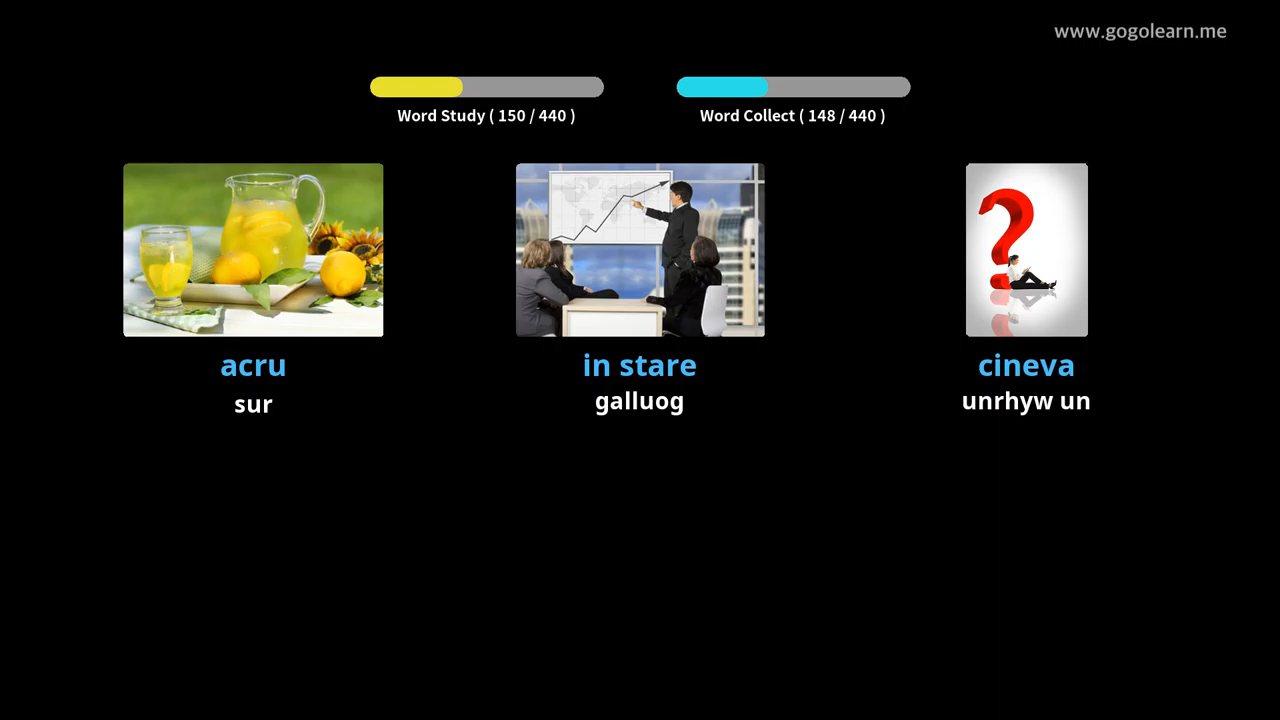 www.gogolearn.me
Word Study ( 150 / 440 )
Word Collect ( 148 / 440 )
acru
in stare
cineva
sur
galluog
unrhyw un